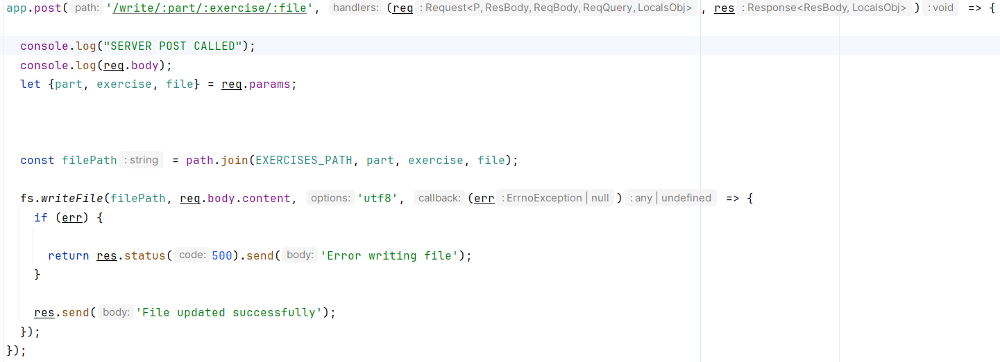 app.post( path: '/write/:part/:exercise/:file', handlers: (req : Request<P, ResBody, ReqBody, ReqQuery, LocalsObj> , res : Response<ResBody, LocalsObj> ) : void => {
console.log("SERVER POST CALLED");
console.log(req.body);
let {part, exercise, file} = req.params;
const filePath : string = path.join(EXERCISES_PATH, part, exercise, file);
fs.writeFile(filePath, req.body.content, options: 'utf8', callback: (err : ErrnoException | null ) : any | undefined => {
if (err) {
return res.status( code: 500).send( body: 'Error writing file');
}
res.send( body: 'File updated successfully');
});
});